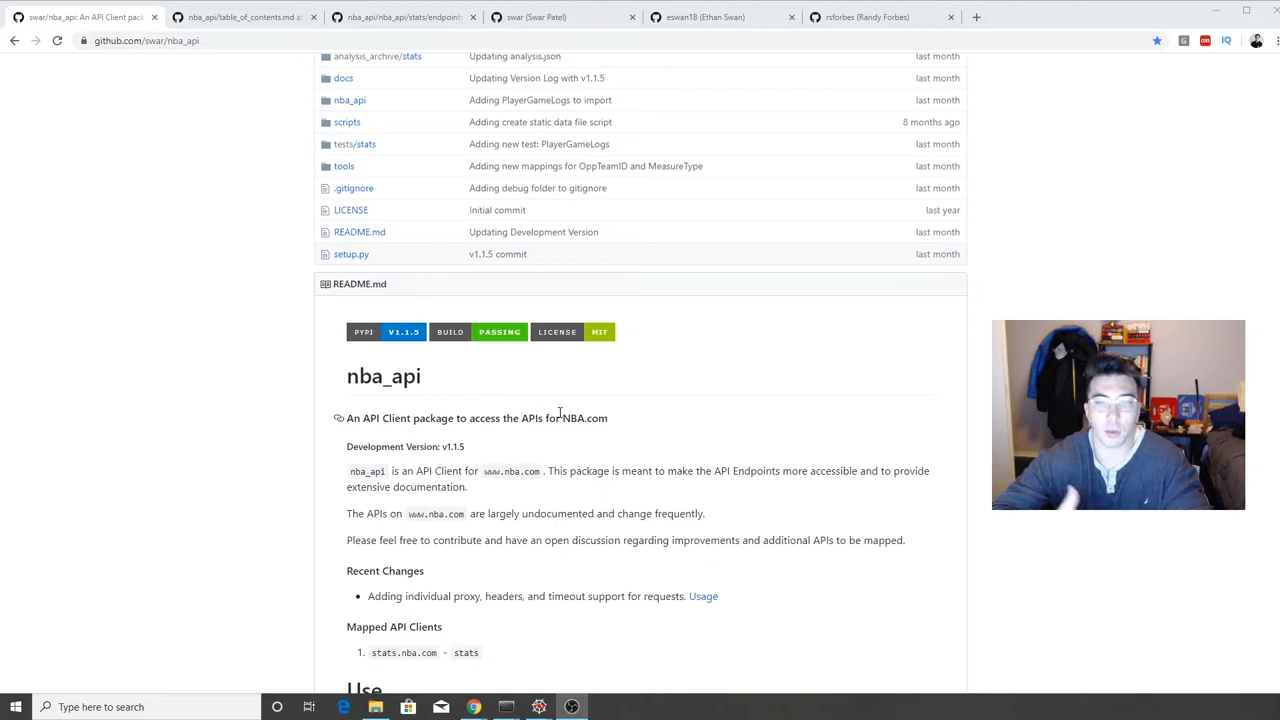 swar/nba_api: An API Client pac
nba_api/table_of_contents.md at
nba_api/nba_api/stats/endpoints
swar (Swar Patel)
eswan18 (Ethan Swan)
rsforbes (Randy Forbes)
github.com/swar/nba_api
analysis_archive/stats Updating analysis.json last month
docs Updating Version Log with v1.1.5 last month
nba_api Adding PlayerGameLogs to import last month
scripts Adding create static data file script 8 months ago
tests/stats Adding new test: PlayerGameLogs last month
tools Adding new mappings for OppTeamID and MeasureType last month
.gitignore Adding debug folder to gitignore last month
LICENSE Initial commit last year
README.md Updating Development Version last month
setup.py v1.1.5 commit last month
README.md
PYPI V1.1.5 BUILD PASSING LICENSE MIT
nba_api
An API Client package to access the APIs for NBA.com
Development Version: v1.1.5
nba_api is an API Client for www.nba.com. This package is meant to make the API Endpoints more accessible and to provide
extensive documentation.
The APIs on www.nba.com are largely undocumented and change frequently.
Please feel free to contribute and have an open discussion regarding improvements and additional APIs to be mapped.
Recent Changes
• Adding individual proxy, headers, and timeout support for requests. Usage
Mapped API Clients
1. stats.nba.com - stats
Use
Type here to search